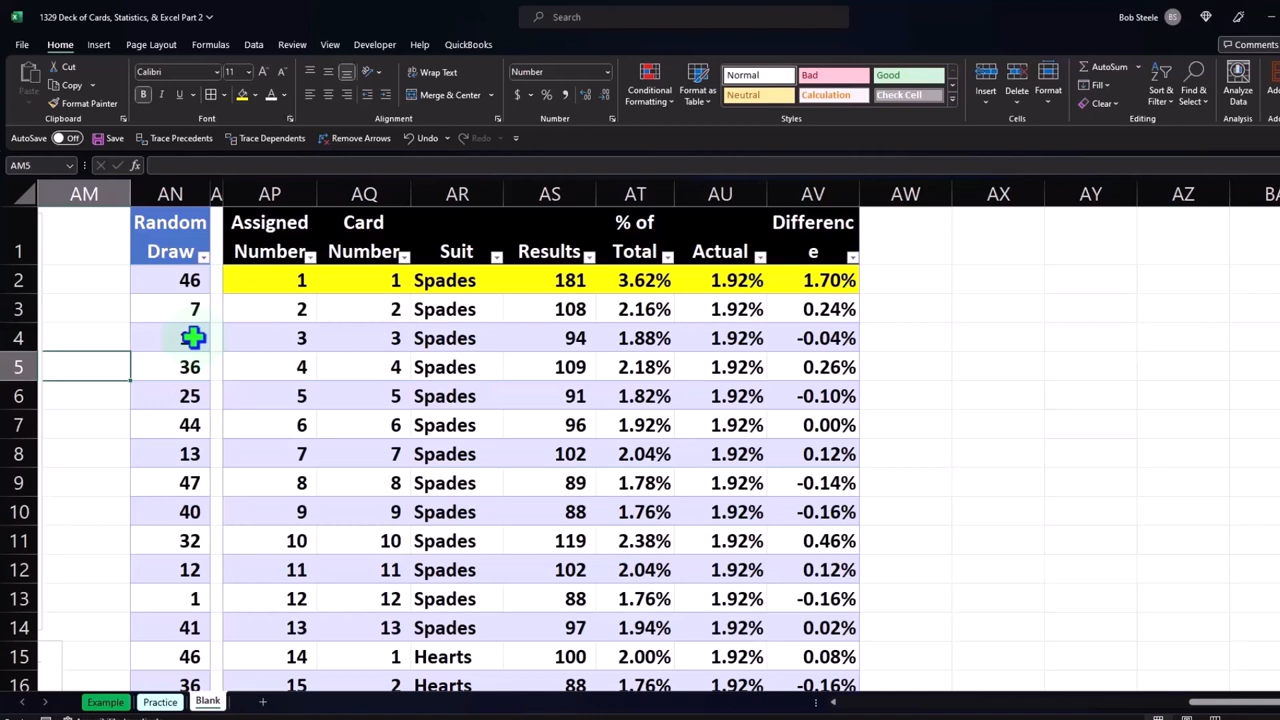 1329 Deck of Cards, Statistics, & Excel Part 2
Search
Bob Steele BS
File Home Insert Page Layout Formulas Data Review View Developer Help QuickBooks
Comments
Paste
Cut
Copy
Format Painter
Clipboard
Calibri 11
B I U
Font
Wrap Text
Merge & Center
Alignment
Number
$ % ,
Number
Conditional Formatting
Format as Table
Normal Bad Good
Neutral Calculation Check Cell
Styles
Insert Delete Format
Cells
AutoSum
Fill
Clear
Sort & Filter
Find & Select
Editing
Analyze Data
Analysis
AutoSave Off Save Trace Precedents Trace Dependents Remove Arrows Undo Redo
AM5 fx
AM AN A AP AQ AR AS AT AU AV AW AX AY AZ BA
1 Random Draw Assigned Number Card Number Suit Results % of Total Actual Differenc e
2 46 1 1 Spades 181 3.62% 1.92% 1.70%
3 7 2 2 Spades 108 2.16% 1.92% 0.24%
4 3 3 Spades 94 1.88% 1.92% -0.04%
5 36 4 4 Spades 109 2.18% 1.92% 0.26%
6 25 5 5 Spades 91 1.82% 1.92% -0.10%
7 44 6 6 Spades 96 1.92% 1.92% 0.00%
8 13 7 7 Spades 102 2.04% 1.92% 0.12%
9 47 8 8 Spades 89 1.78% 1.92% -0.14%
10 40 9 9 Spades 88 1.76% 1.92% -0.16%
11 32 10 10 Spades 119 2.38% 1.92% 0.46%
12 12 11 11 Spades 102 2.04% 1.92% 0.12%
13 1 12 12 Spades 88 1.76% 1.92% -0.16%
14 41 13 13 Spades 97 1.94% 1.92% 0.02%
15 46 14 1 Hearts 100 2.00% 1.92% 0.08%
16 36 15 2 Hearts 88 1.76% 1.92% -0.16%
Example Practice Blank